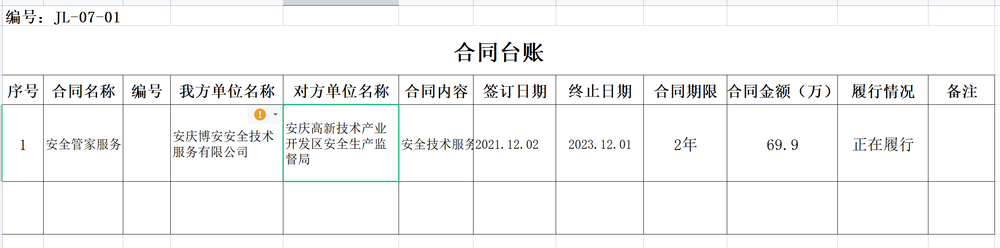 编号：JL-07-01
合同台账
序号 合同名称 编号 我方单位名称 对方单位名称 合同内容 签订日期 终止日期 合同期限 合同金额（万） 履行情况 备注
1 安全管家服务 安庆博安安全技术 安庆高新技术产业 安全技术服务 2021.12.02 2023.12.01 2年 69.9 正在履行
服务有限公司 开发区安全生产监
督局